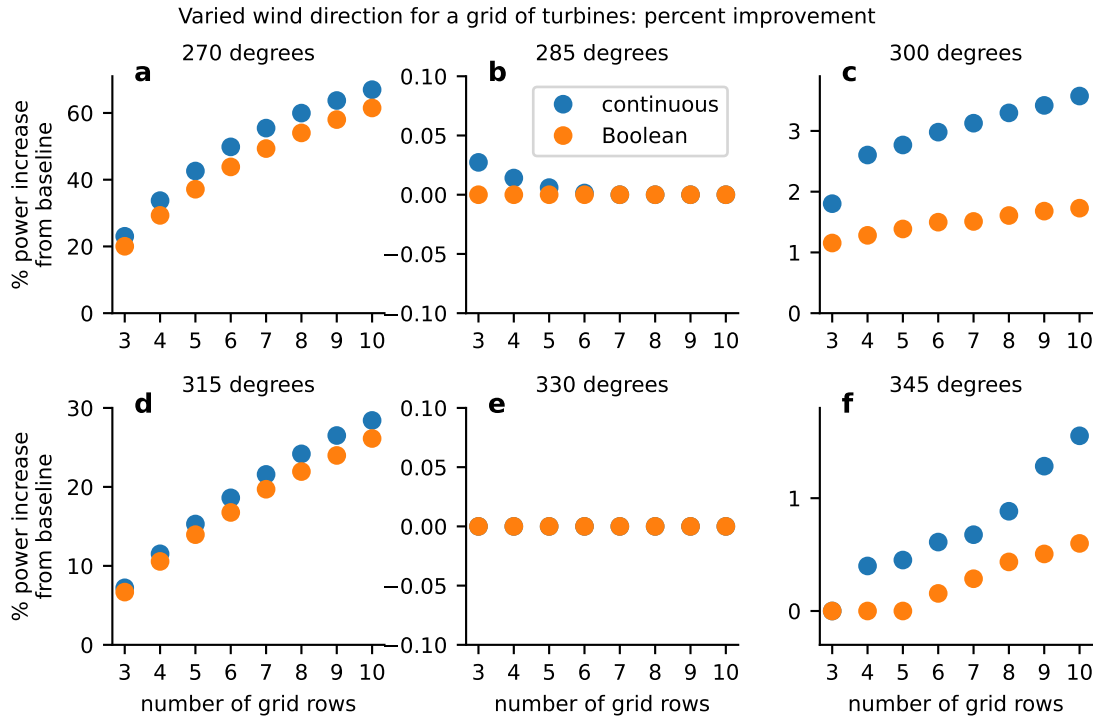 Varied wind direction for a grid of turbines: percent improvement
a
270 degrees
b
285 degrees
c
300 degrees
% power increase
from baseline
60
40
20
0
3 4 5 6 7 8 9 10
0.10
0.05
0.00
−0.05
−0.10
continuous
Boolean
3 4 5 6 7 8 9 10
3
2
1
0
3 4 5 6 7 8 9 10
d
315 degrees
e
330 degrees
f
345 degrees
% power increase
from baseline
30
20
10
0
3 4 5 6 7 8 9 10
number of grid rows
0.10
0.05
0.00
−0.05
−0.10
3 4 5 6 7 8 9 10
number of grid rows
1
0
3 4 5 6 7 8 9 10
number of grid rows